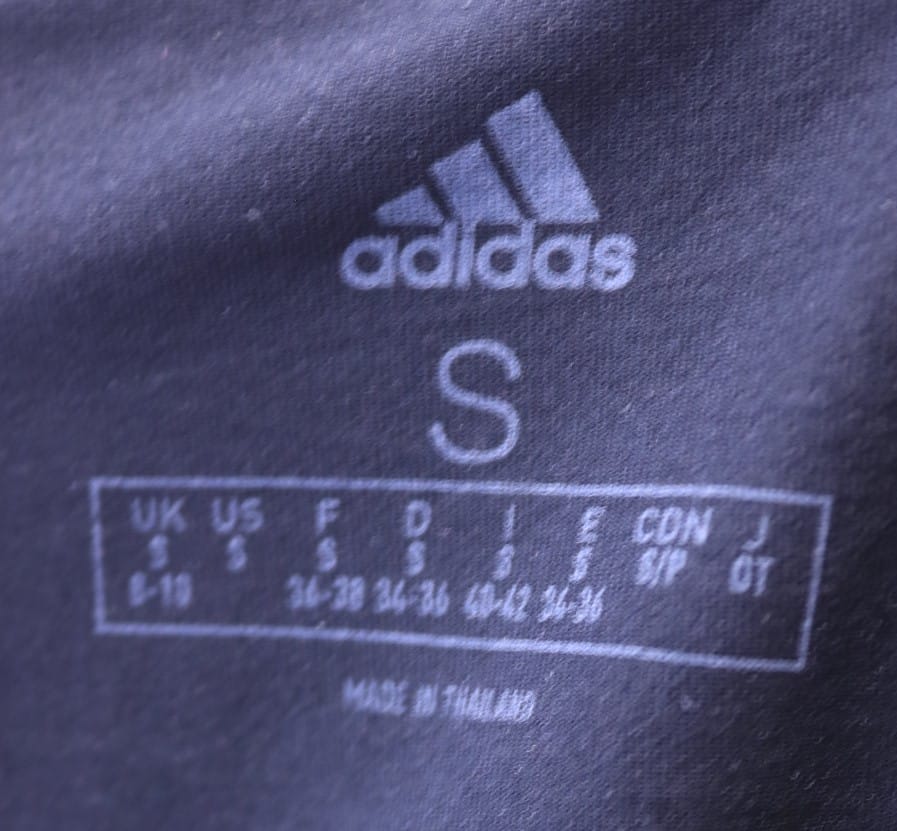 adidas
S
UK US F D I E CDN J
S S S S S S S/P OT
8-10 36-38 34-36 40-42 34-36
MADE IN THAILAND